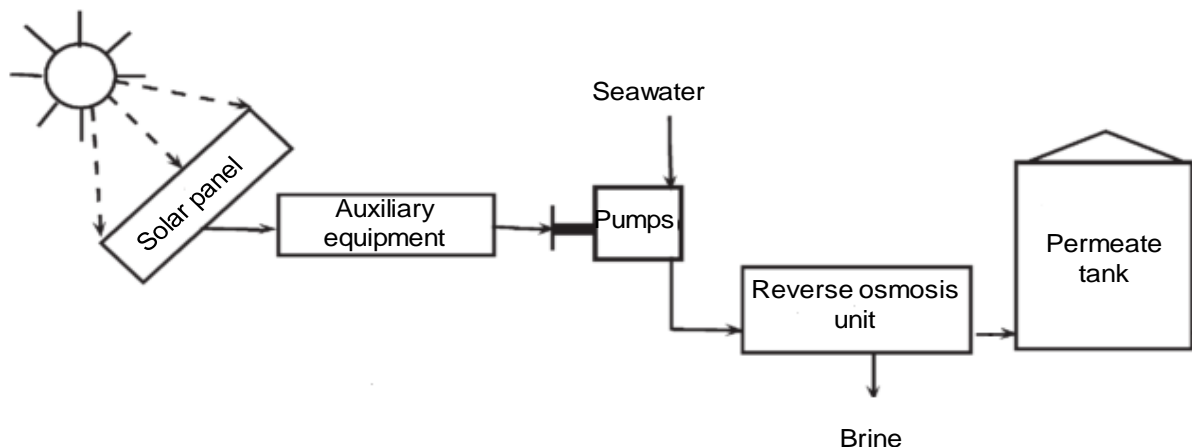 Seawater
Solar panel
Auxiliary
equipment
Pumps
Reverse osmosis
unit
Permeate
tank
Brine